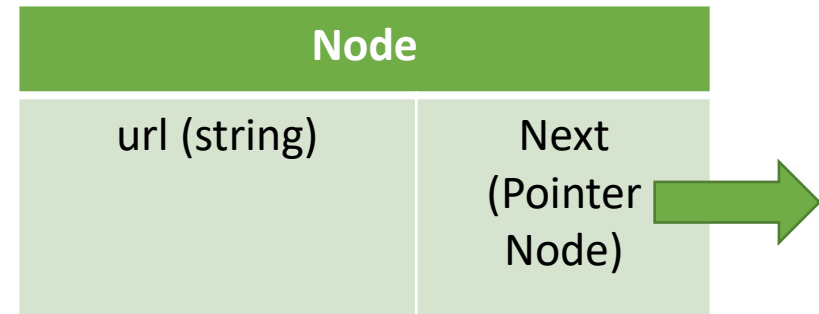 Node
url (string)
Next
(Pointer
Node)